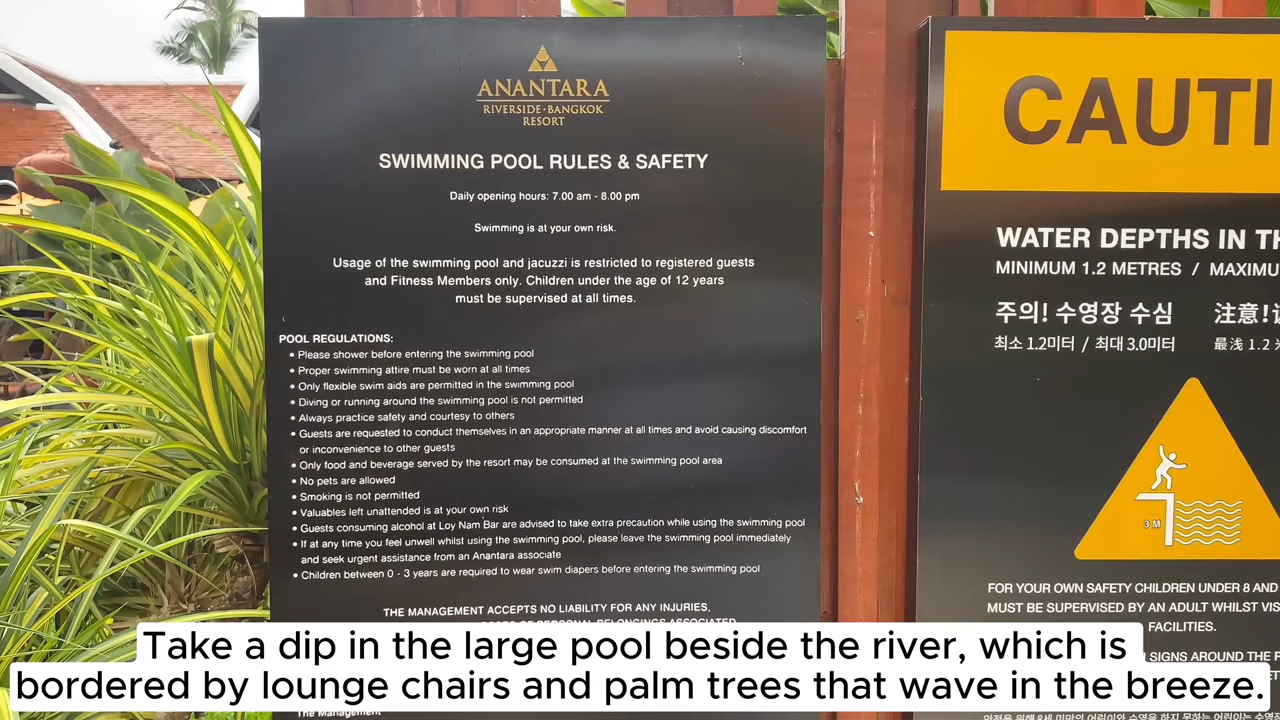 ANANTARA
RIVERSIDE · BANGKOK
RESORT
SWIMMING POOL RULES & SAFETY
Daily opening hours: 7.00 am - 8.00 pm
Swimming is at your own risk.
Usage of the swimming pool and jacuzzi is restricted to registered guests
and Fitness Members only. Children under the age of 12 years
must be supervised at all times.
POOL REGULATIONS:
• Please shower before entering the swimming pool
• Proper swimming attire must be worn at all times
• Only flexible swim aids are permitted in the swimming pool
• Diving or running around the swimming pool is not permitted
• Always practice safety and courtesy to others
• Guests are requested to conduct themselves in an appropriate manner at all times and avoid causing discomfort
or inconvenience to other guests
• Only food and beverage served by the resort may be consumed at the swimming pool area
• No pets are allowed
• Smoking is not permitted
• Valuables left unattended is at your own risk
• Guests consuming alcohol at Loy Nam Bar are advised to take extra precaution while using the swimming pool
• If at any time you feel unwell whilst using the swimming pool, please leave the swimming pool immediately
and seek urgent assistance from an Anantara associate
• Children between 0 - 3 years are required to wear swim diapers before entering the swimming pool
THE MANAGEMENT ACCEPTS NO LIABILITY FOR ANY INJURIES,
The Management
CAUTI
WATER DEPTHS IN TH
MINIMUM 1.2 METRES / MAXIMU
주의! 수영장 수심 注意!
최소 1.2미터 / 최대 3.0미터 最浅 1.2
3 M
FOR YOUR OWN SAFETY CHILDREN UNDER 8 AND
MUST BE SUPERVISED BY AN ADULT WHILST VIS
FACILITIES.
SIGNS AROUND THE P
Take a dip in the large pool beside the river, which is
bordered by lounge chairs and palm trees that wave in the breeze.